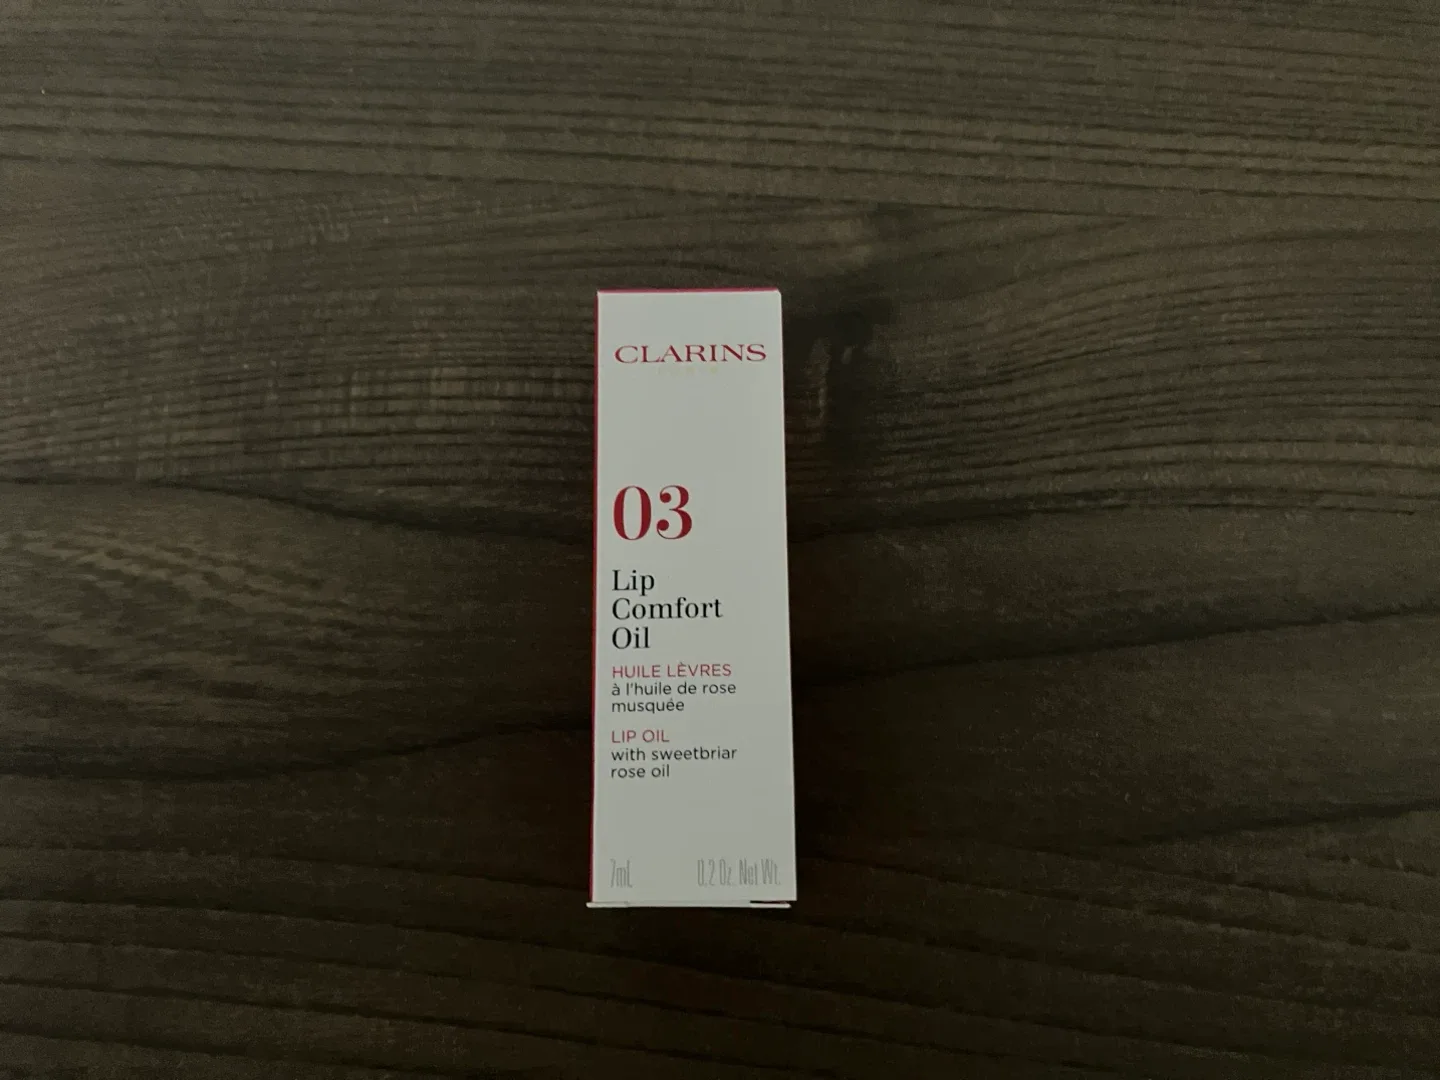 CLARINS
PARIS
03
Lip
Comfort
Oil
HUILE LÈVRES
à l'huile de rose
musquée
LIP OIL
with sweetbriar
rose oil
7mL 0.2 Oz. Net Wt.